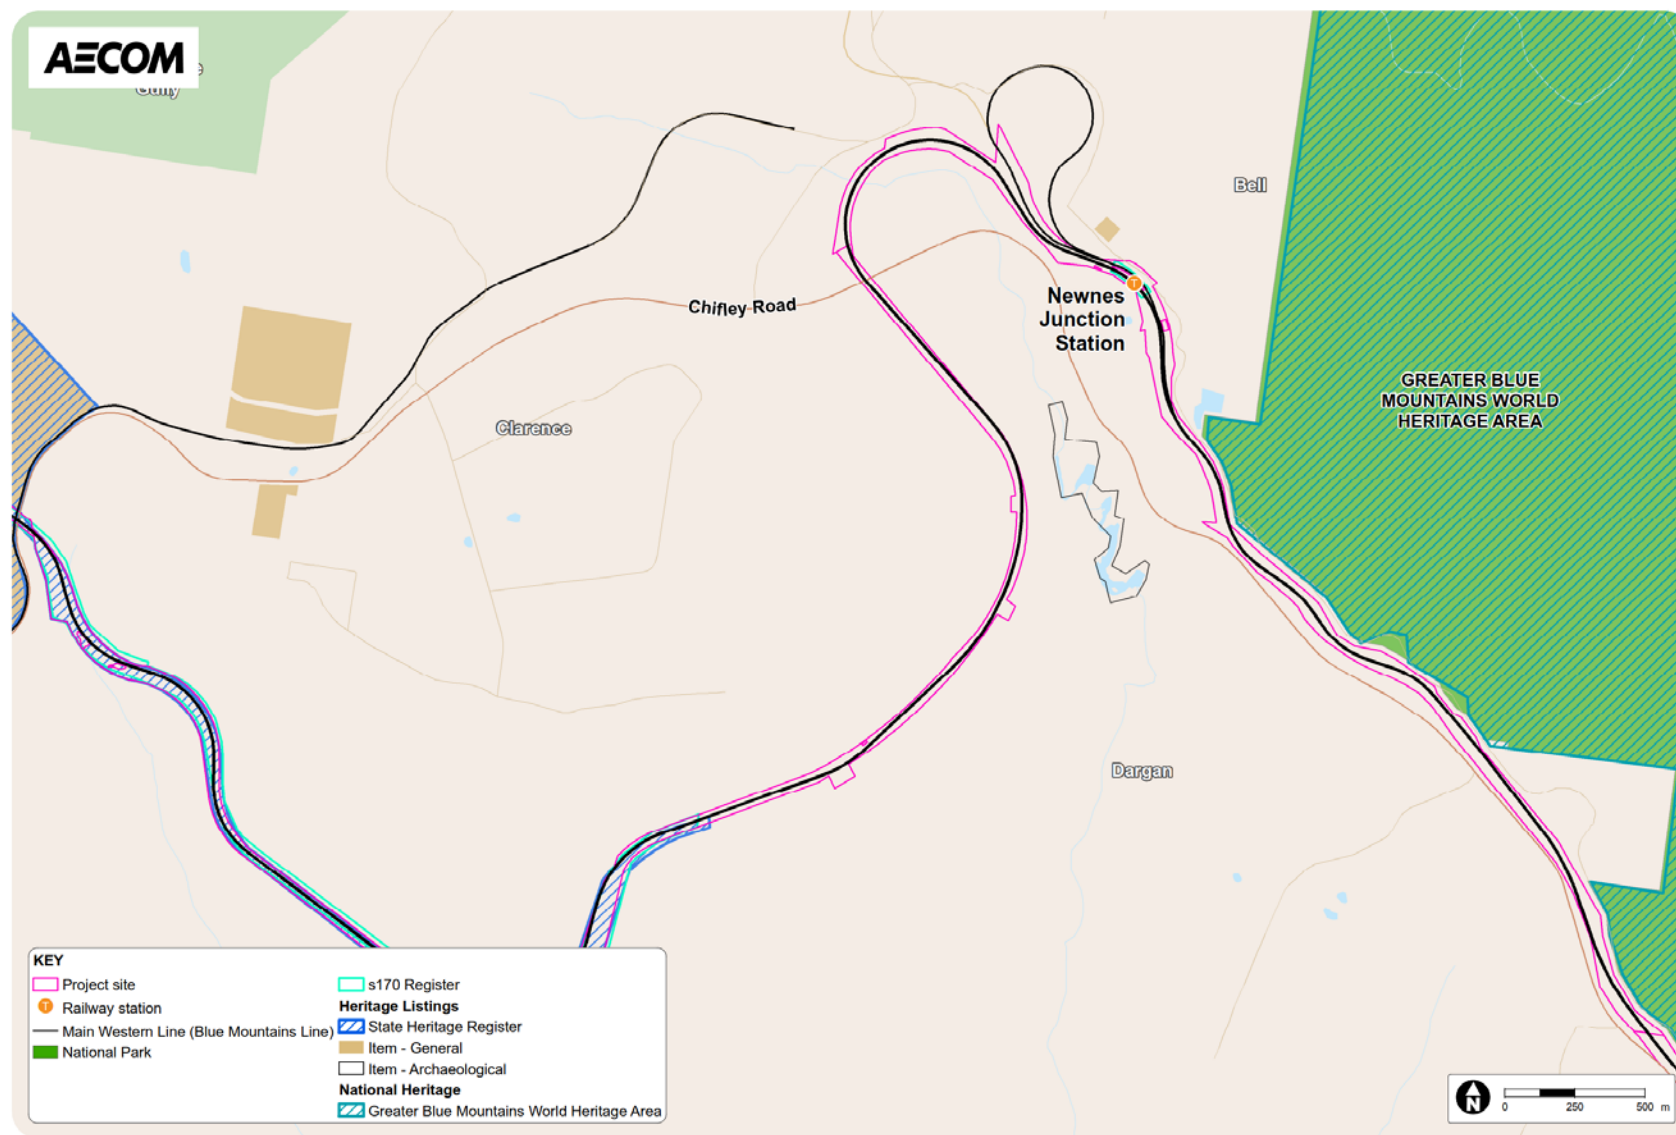 AECOM
Gully
Bell
Chifley Road
Newnes
Junction
Station
GREATER BLUE
MOUNTAINS WORLD
HERITAGE AREA
Clarence
Dargan
KEY
Project site
T Railway station
Main Western Line (Blue Mountains Line)
National Park
s170 Register
Heritage Listings
State Heritage Register
Item - General
Item - Archaeological
National Heritage
Greater Blue Mountains World Heritage Area
N
0 250 500 m